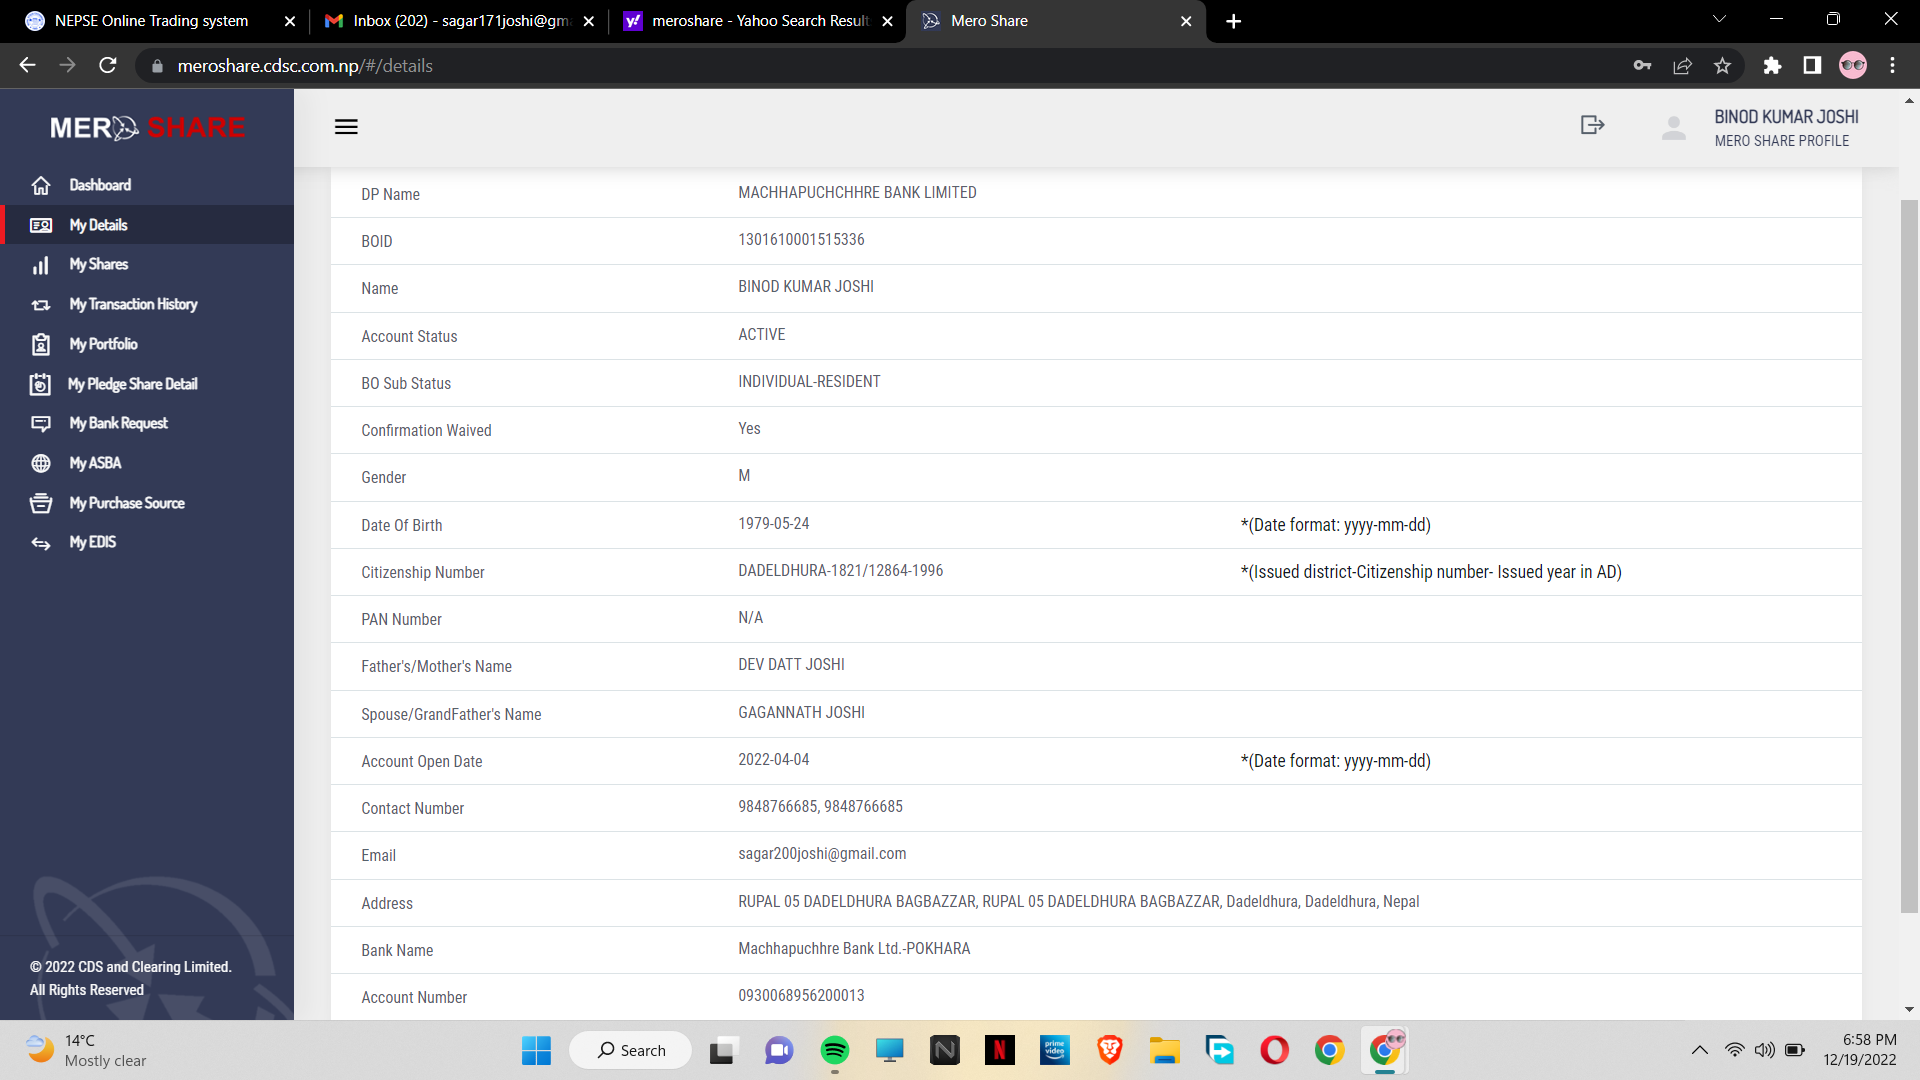 NEPSE Online Trading system
Inbox (202) - sagar171joshi@gm
meroshare - Yahoo Search Result
Mero Share
meroshare.cdsc.com.np/#/details
MERO SHARE
BINOD KUMAR JOSHI
MERO SHARE PROFILE
Dashboard
My Details
My Shares
My Transaction History
My Portfolio
My Pledge Share Detail
My Bank Request
My ASBA
My Purchase Source
My EDIS
© 2022 CDS and Clearing Limited.
All Rights Reserved
DP Name MACHHAPUCHCHHRE BANK LIMITED
BOID 1301610001515336
Name BINOD KUMAR JOSHI
Account Status ACTIVE
BO Sub Status INDIVIDUAL-RESIDENT
Confirmation Waived Yes
Gender M
Date Of Birth 1979-05-24 *(Date format: yyyy-mm-dd)
Citizenship Number DADELDHURA-1821/12864-1996 *(Issued district-Citizenship number- Issued year in AD)
PAN Number N/A
Father's/Mother's Name DEV DATT JOSHI
Spouse/GrandFather's Name GAGANNATH JOSHI
Account Open Date 2022-04-04 *(Date format: yyyy-mm-dd)
Contact Number 9848766685, 9848766685
Email sagar200joshi@gmail.com
Address RUPAL 05 DADELDHURA BAGBAZZAR, RUPAL 05 DADELDHURA BAGBAZZAR, Dadeldhura, Dadeldhura, Nepal
Bank Name Machhapuchhre Bank Ltd.-POKHARA
Account Number 0930068956200013
14°C
Mostly clear
Search
prime
video
6:58 PM
12/19/2022